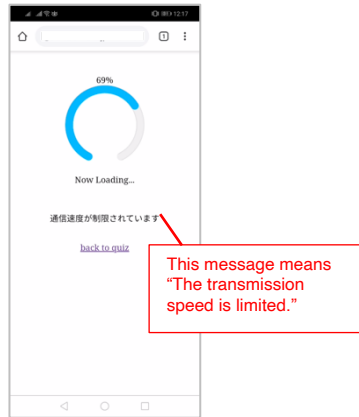 12:17
1
69%
Now Loading...
通信速度が制限されています
back to quiz
This message means
“The transmission
speed is limited.”